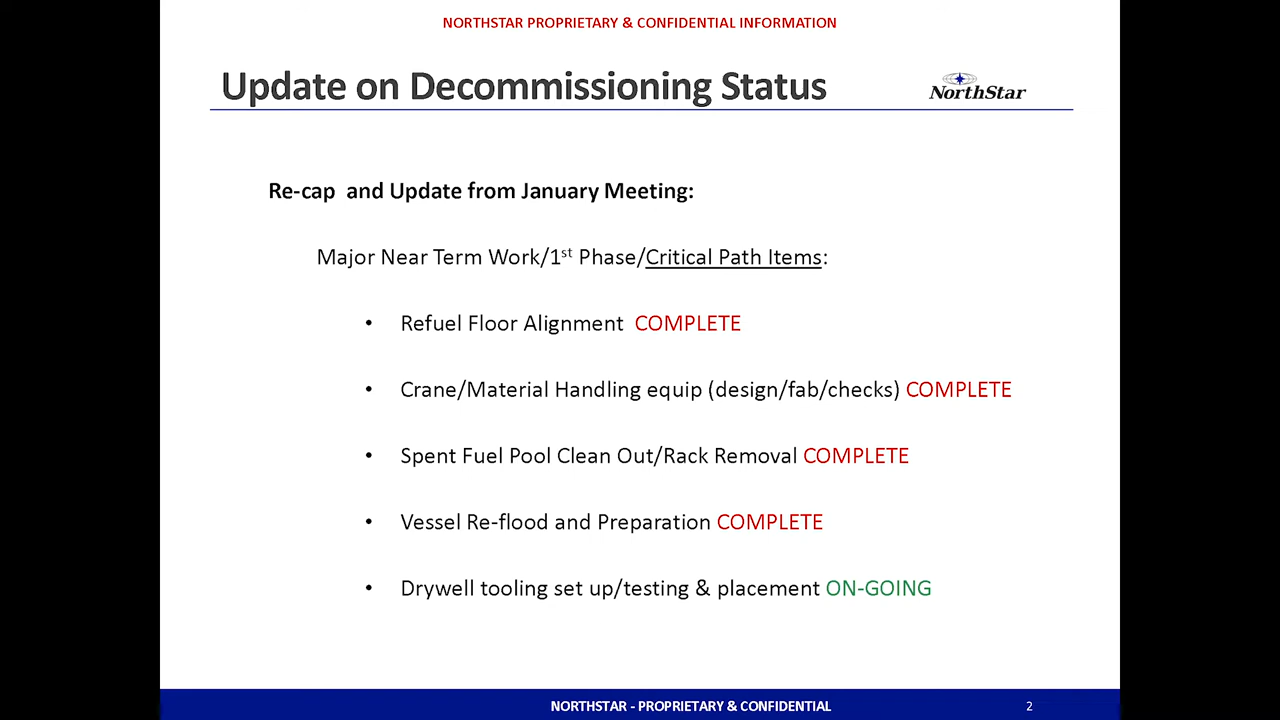 NORTHSTAR PROPRIETARY & CONFIDENTIAL INFORMATION
Update on Decommissioning Status
NorthStar
Re-cap and Update from January Meeting:
Major Near Term Work/1st Phase/Critical Path Items:
• Refuel Floor Alignment COMPLETE
• Crane/Material Handling equip (design/fab/checks) COMPLETE
• Spent Fuel Pool Clean Out/Rack Removal COMPLETE
• Vessel Re-flood and Preparation COMPLETE
• Drywell tooling set up/testing & placement ON-GOING
NORTHSTAR - PROPRIETARY & CONFIDENTIAL
2